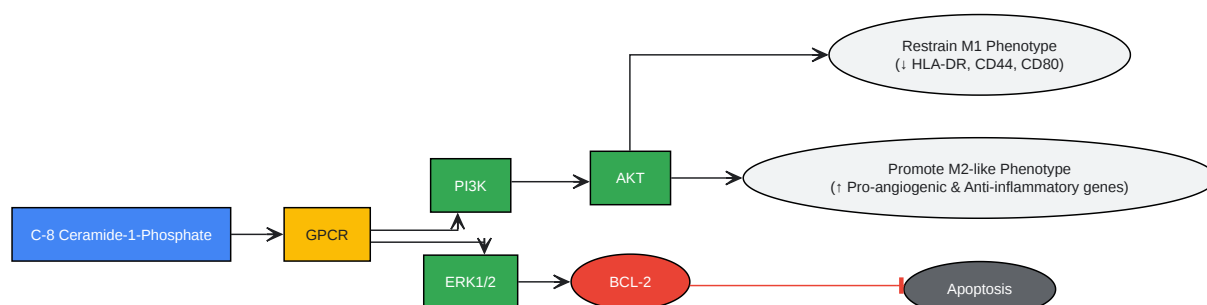 Restrain M1 Phenotype
(↓ HLA-DR, CD44, CD80)
Promote M2-like Phenotype
(↑ Pro-angiogenic & Anti-inflammatory genes)
AKT
PI3K
C-8 Ceramide-1-Phosphate
GPCR
ERK1/2
BCL-2
Apoptosis